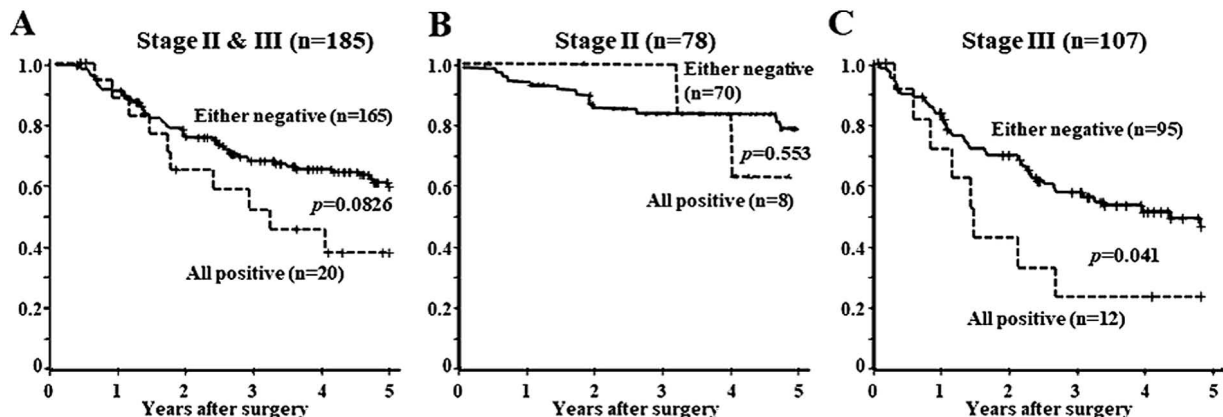 A
Stage II & III (n=185)
1.0
0.8
0.6
0.4
0.2
0
Either negative (n=165)
p=0.0826
All positive (n=20)
0 1 2 3 4 5
Years after surgery
B
Stage II (n=78)
1.0
0.8
0.6
0.4
0.2
0
Either negative
(n=70)
p=0.553
All positive (n=8)
0 1 2 3 4 5
Years after surgery
C
Stage III (n=107)
1.0
0.8
0.6
0.4
0.2
0
Either negative (n=95)
p=0.041
All positive (n=12)
0 1 2 3 4 5
Years after surgery